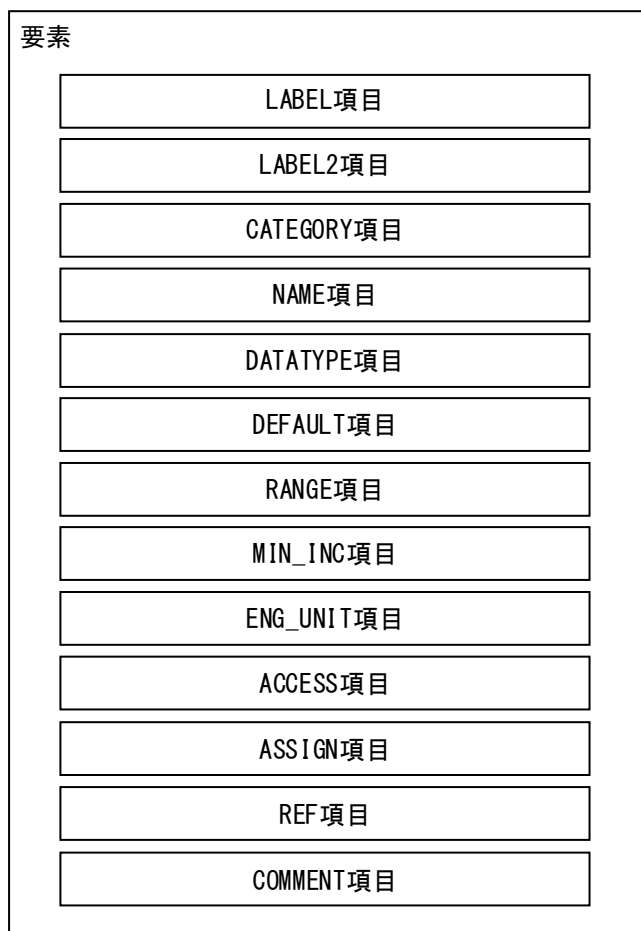 要素
LABEL項目
LABEL2項目
CATEGORY項目
NAME項目
DATATYPE項目
DEFAULT項目
RANGE項目
MIN_INC項目
ENG_UNIT項目
ACCESS項目
ASSIGN項目
REF項目
COMMENT項目